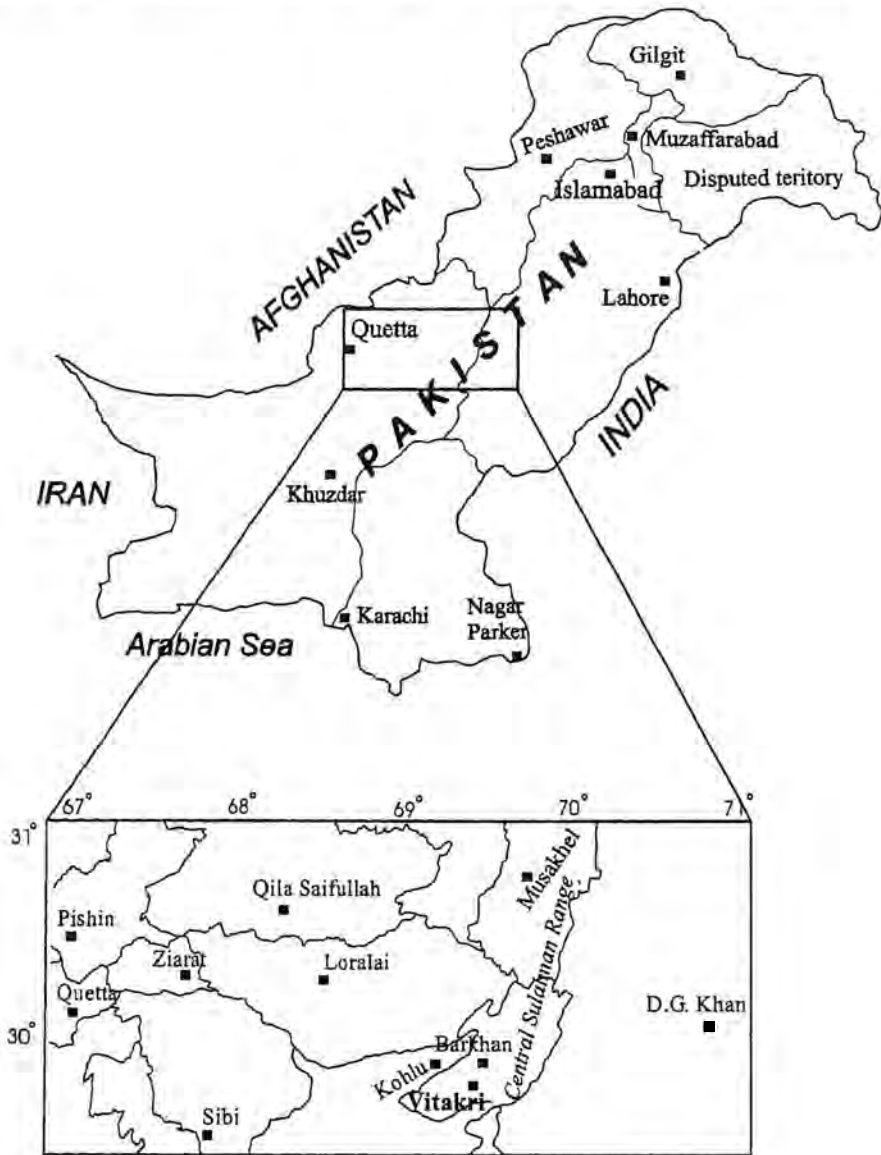 Gilgit
Peshawar
Muzaffarabad
Islamabad
Disputed teritory
AFGHANISTAN
Lahore
Quetta
PAKISTAN
INDIA
IRAN
Khuzdar
Karachi
Nagar
Parker
Arabian Sea
67° 68° 69° 70° 71°
31°
Musakhel
Qila Saifullah
Pishin
Ziarat
Loralai
Quetta
Central Sulaiman Range
D.G. Khan
30°
Barkhan
Kohlu
Vitakri
Sibi